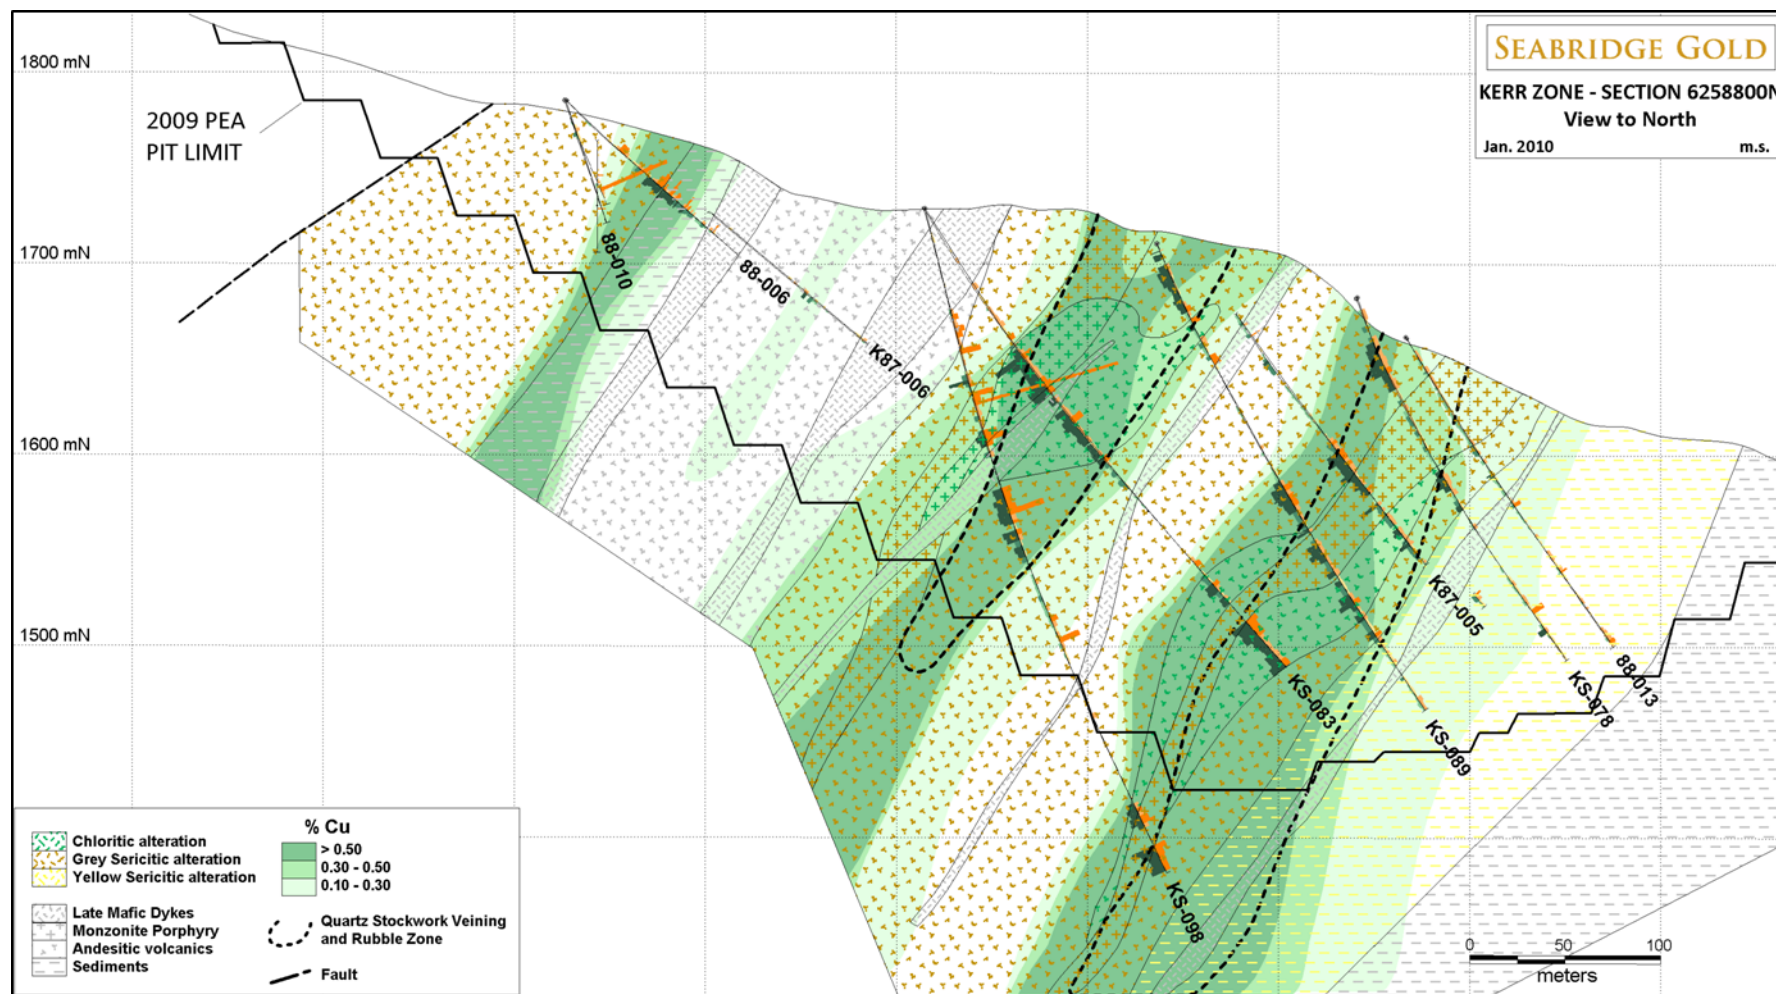 SEABRIDGE GOLD
KERR ZONE - SECTION 6258800N
View to North
Jan. 2010 m.s.
1800 mN
2009 PEA
PIT LIMIT
1700 mN
1600 mN
1500 mN
88-010
88-006
K87-006
K87-005
KS-083
KS-089
KS-078
88-013
KS-098
Chloritic alteration
Grey Sericitic alteration
Yellow Sericitic alteration
Late Mafic Dykes
Monzonite Porphyry
Andesitic volcanics
Sediments
% Cu
> 0.50
0.30 - 0.50
0.10 - 0.30
Quartz Stockwork Veining
and Rubble Zone
Fault
0 50 100
meters